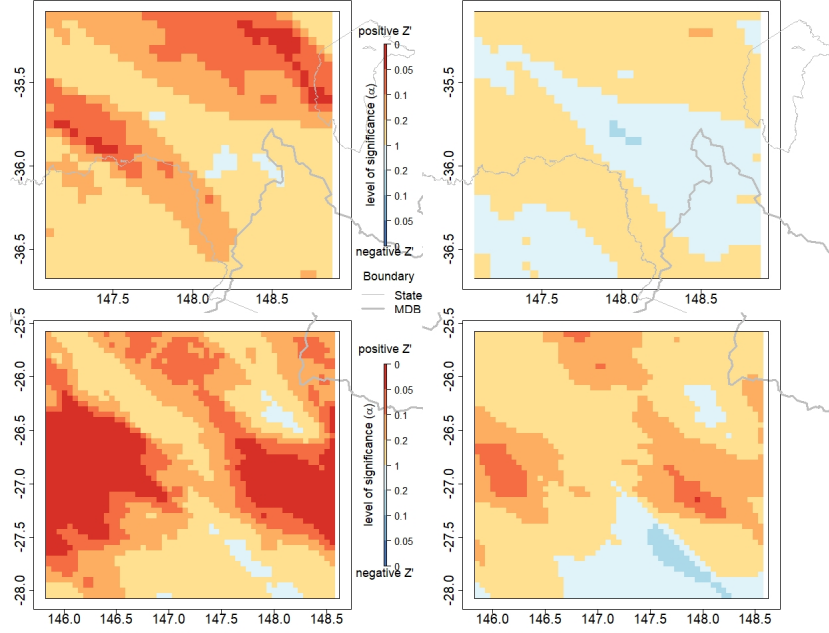 positive Z'
0
0.05
0.1
0.2
1
0.2
0.1
0.05
0
negative Z'
level of significance (α)
-35.5
-36.0
-36.5
147.5 148.0 148.5
Boundary
State
MDB
-35.5
-36.0
-36.5
147.5 148.0 148.5
-25.5
-26.0
-26.5
-27.0
-27.5
-28.0
146.0 146.5 147.0 147.5 148.0 148.5
positive Z'
0
0.05
0.1
0.2
1
0.2
0.1
0.05
0
negative Z'
level of significance (α)
-25.5
-26.0
-26.5
-27.0
-27.5
-28.0
146.0 146.5 147.0 147.5 148.0 148.5